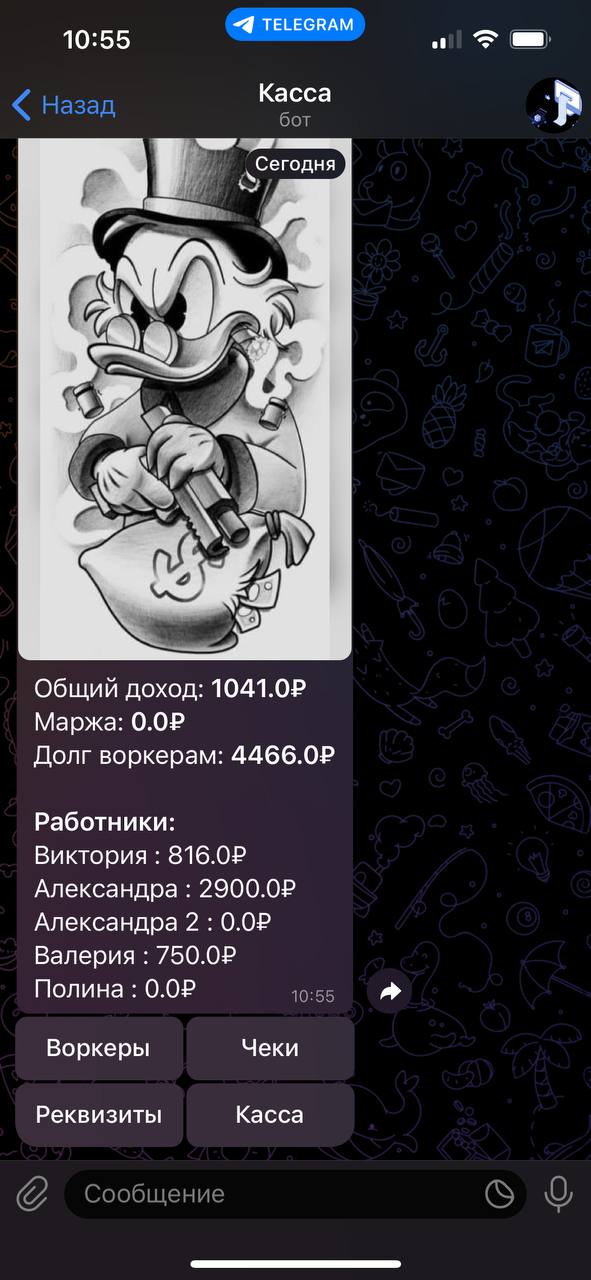 10:55
TELEGRAM
Назад
Касса
бот
Сегодня
$
Общий доход: 1041.0₽
Маржа: 0.0₽
Долг воркерам: 4466.0₽
Работники:
Виктория : 816.0₽
Александра : 2900.0₽
Александра 2 : 0.0₽
Валерия : 750.0₽
Полина : 0.0₽
10:55
Воркеры
Чеки
Реквизиты
Касса
Сообщение